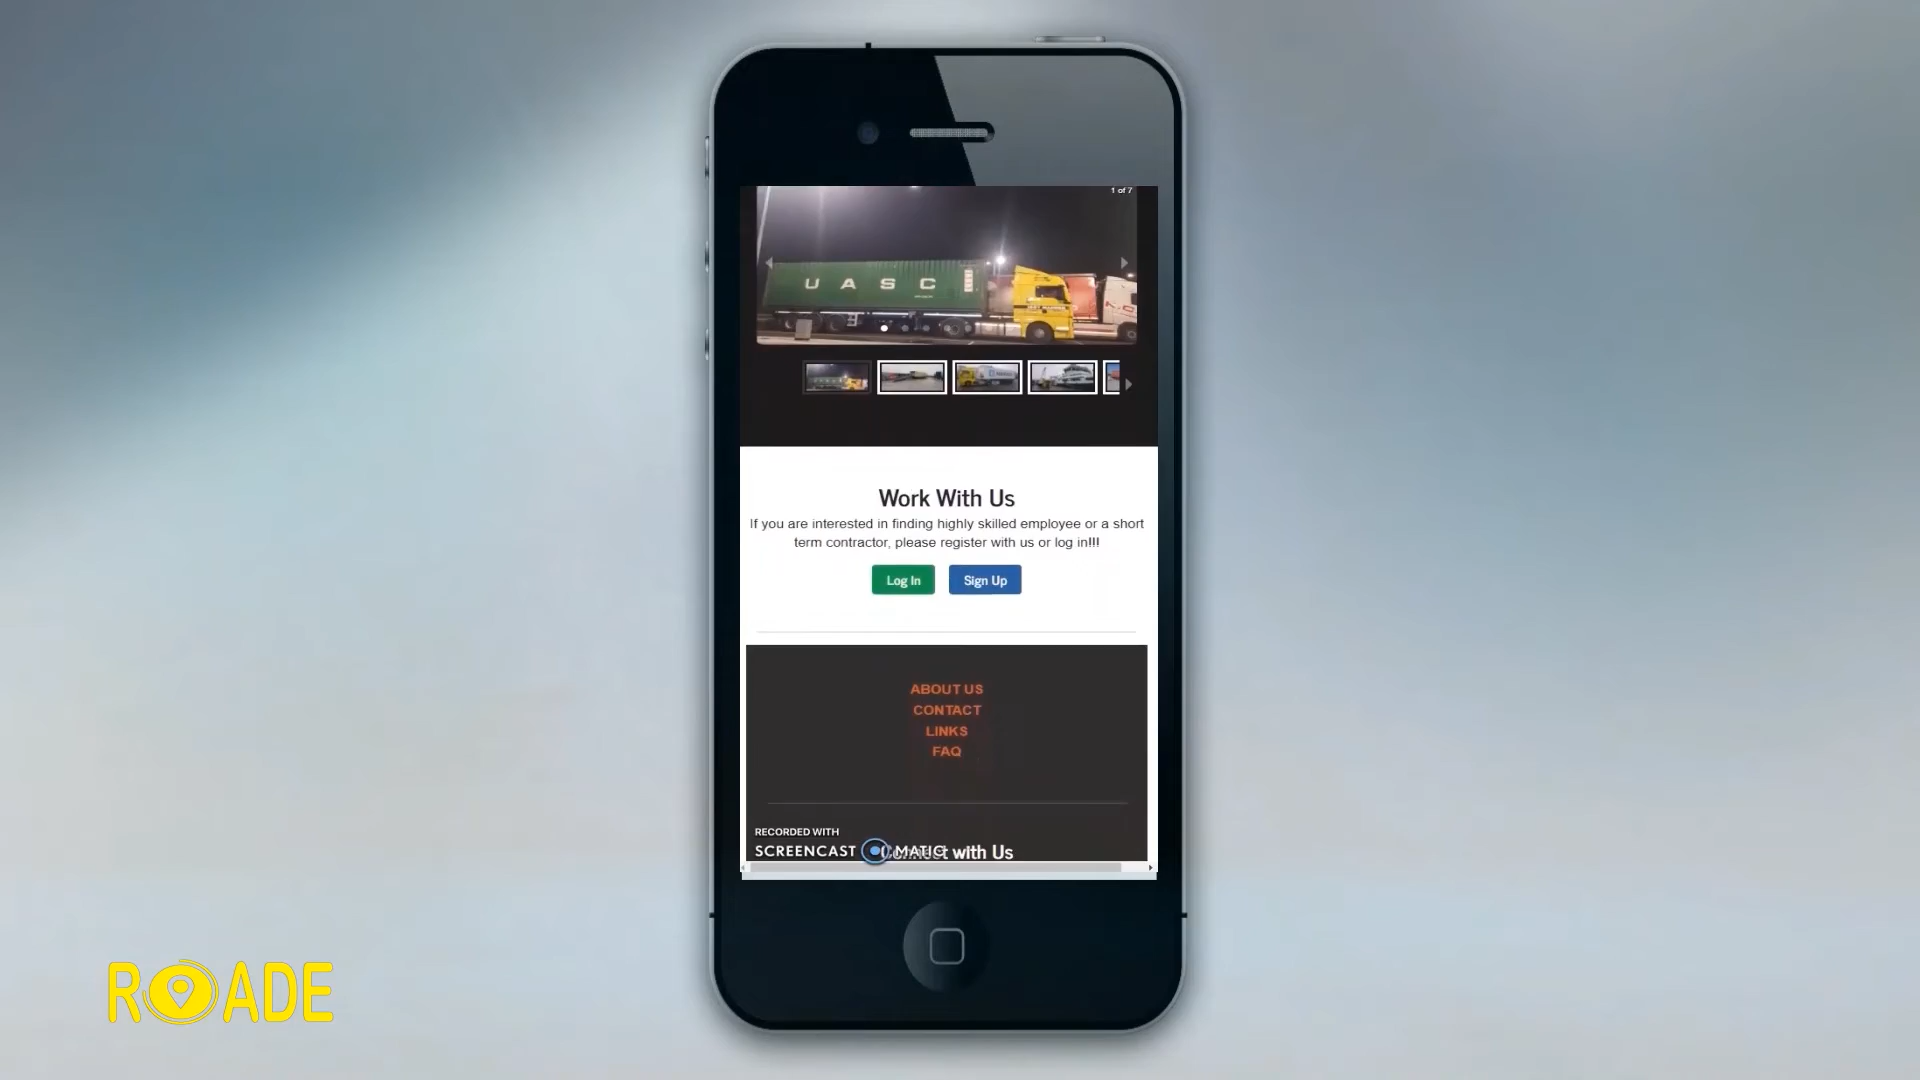 1 of 7
U A S C
Work With Us
If you are interested in finding highly skilled employee or a short
term contractor, please register with us or log in!!!
Log In
Sign Up
ABOUT US
CONTACT
LINKS
FAQ
RECORDED WITH
SCREENCAST MATIC
Connect with Us
ROADE